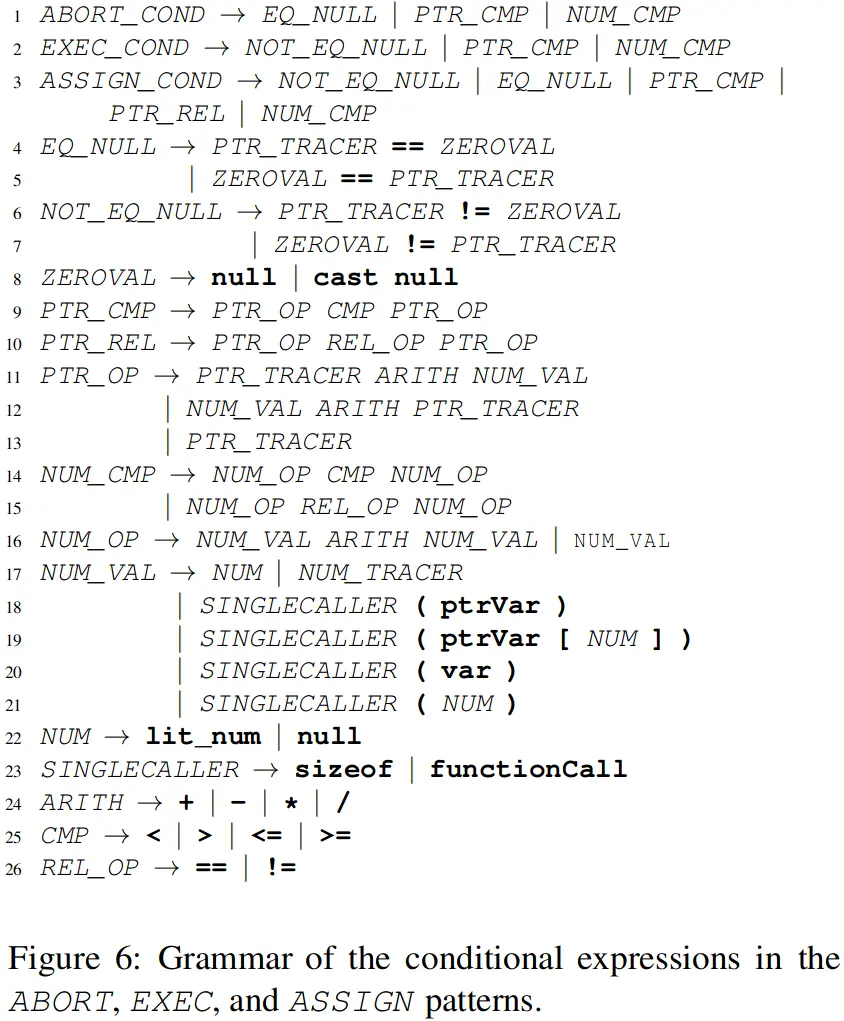 1 ABORT_COND → EQ_NULL | PTR_CMP | NUM_CMP
2 EXEC_COND → NOT_EQ_NULL | PTR_CMP | NUM_CMP
3 ASSIGN_COND → NOT_EQ_NULL | EQ_NULL | PTR_CMP |
PTR_REL | NUM_CMP
4 EQ_NULL → PTR_TRACER == ZEROVAL
5 | ZEROVAL == PTR_TRACER
6 NOT_EQ_NULL → PTR_TRACER != ZEROVAL
7 | ZEROVAL != PTR_TRACER
8 ZEROVAL → null | cast null
9 PTR_CMP → PTR_OP CMP PTR_OP
10 PTR_REL → PTR_OP REL_OP PTR_OP
11 PTR_OP → PTR_TRACER ARITH NUM_VAL
12 | NUM_VAL ARITH PTR_TRACER
13 | PTR_TRACER
14 NUM_CMP → NUM_OP CMP NUM_OP
15 | NUM_OP REL_OP NUM_OP
16 NUM_OP → NUM_VAL ARITH NUM_VAL | NUM_VAL
17 NUM_VAL → NUM | NUM_TRACER
18 | SINGLECALLER ( ptrVar )
19 | SINGLECALLER ( ptrVar [ NUM ] )
20 | SINGLECALLER ( var )
21 | SINGLECALLER ( NUM )
22 NUM → lit_num | null
23 SINGLECALLER → sizeof | functionCall
24 ARITH → + | - | * | /
25 CMP → < | > | <= | >=
26 REL_OP → == | !=
Figure 6: Grammar of the conditional expressions in the
ABORT, EXEC, and ASSIGN patterns.